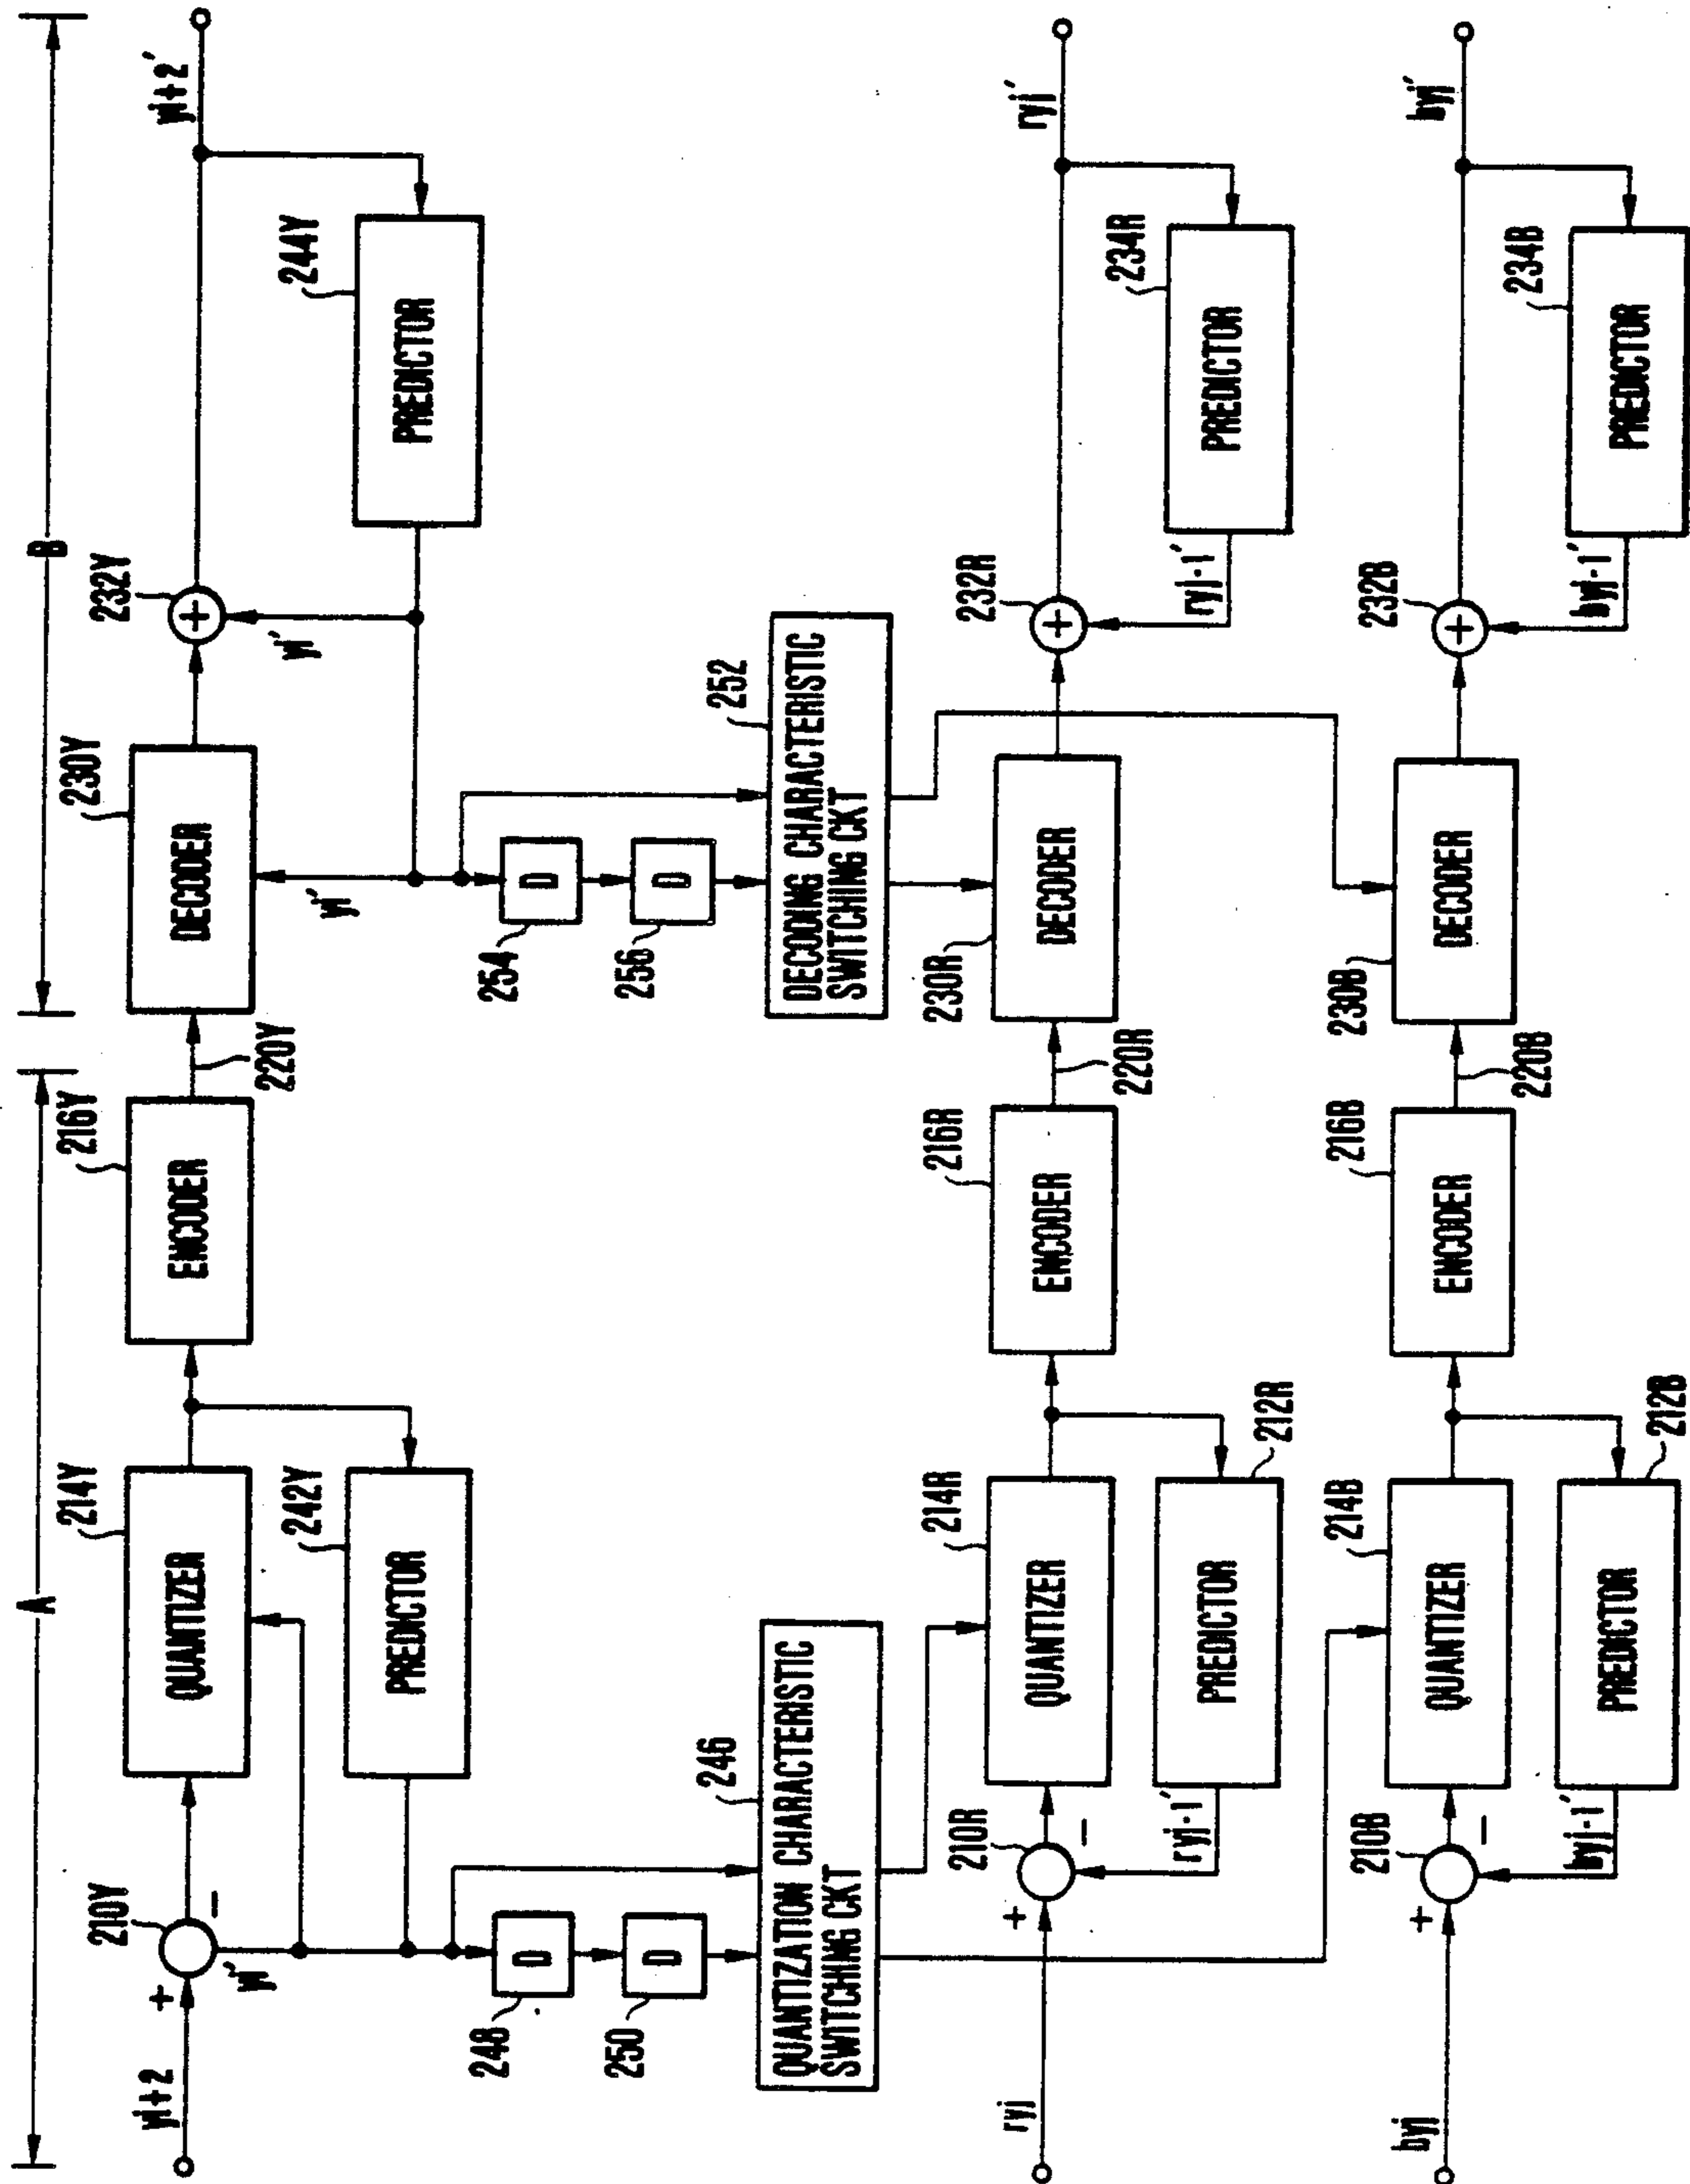 A
B
yi+2
+
210Y
−
yi'
214Y
QUANTIZER
242Y
PREDICTOR
216Y
ENCODER
220Y
230Y
DECODER
yi'
232Y
+
yi'
244Y
PREDICTOR
yi+2'
248
D
250
D
246
QUANTIZATION CHARACTERISTIC
SWITCHING CKT
254
D
256
D
252
DECODING CHARACTERISTIC
SWITCHING CKT
ryj
+
210R
−
ryj-1'
214R
QUANTIZER
212R
PREDICTOR
216R
ENCODER
220R
230R
DECODER
232R
+
ryj-1'
234R
PREDICTOR
ryj'
byj
+
210B
−
byj-1'
214B
QUANTIZER
212B
PREDICTOR
216B
ENCODER
220B
230B
DECODER
232B
+
byj-1'
234B
PREDICTOR
byj'